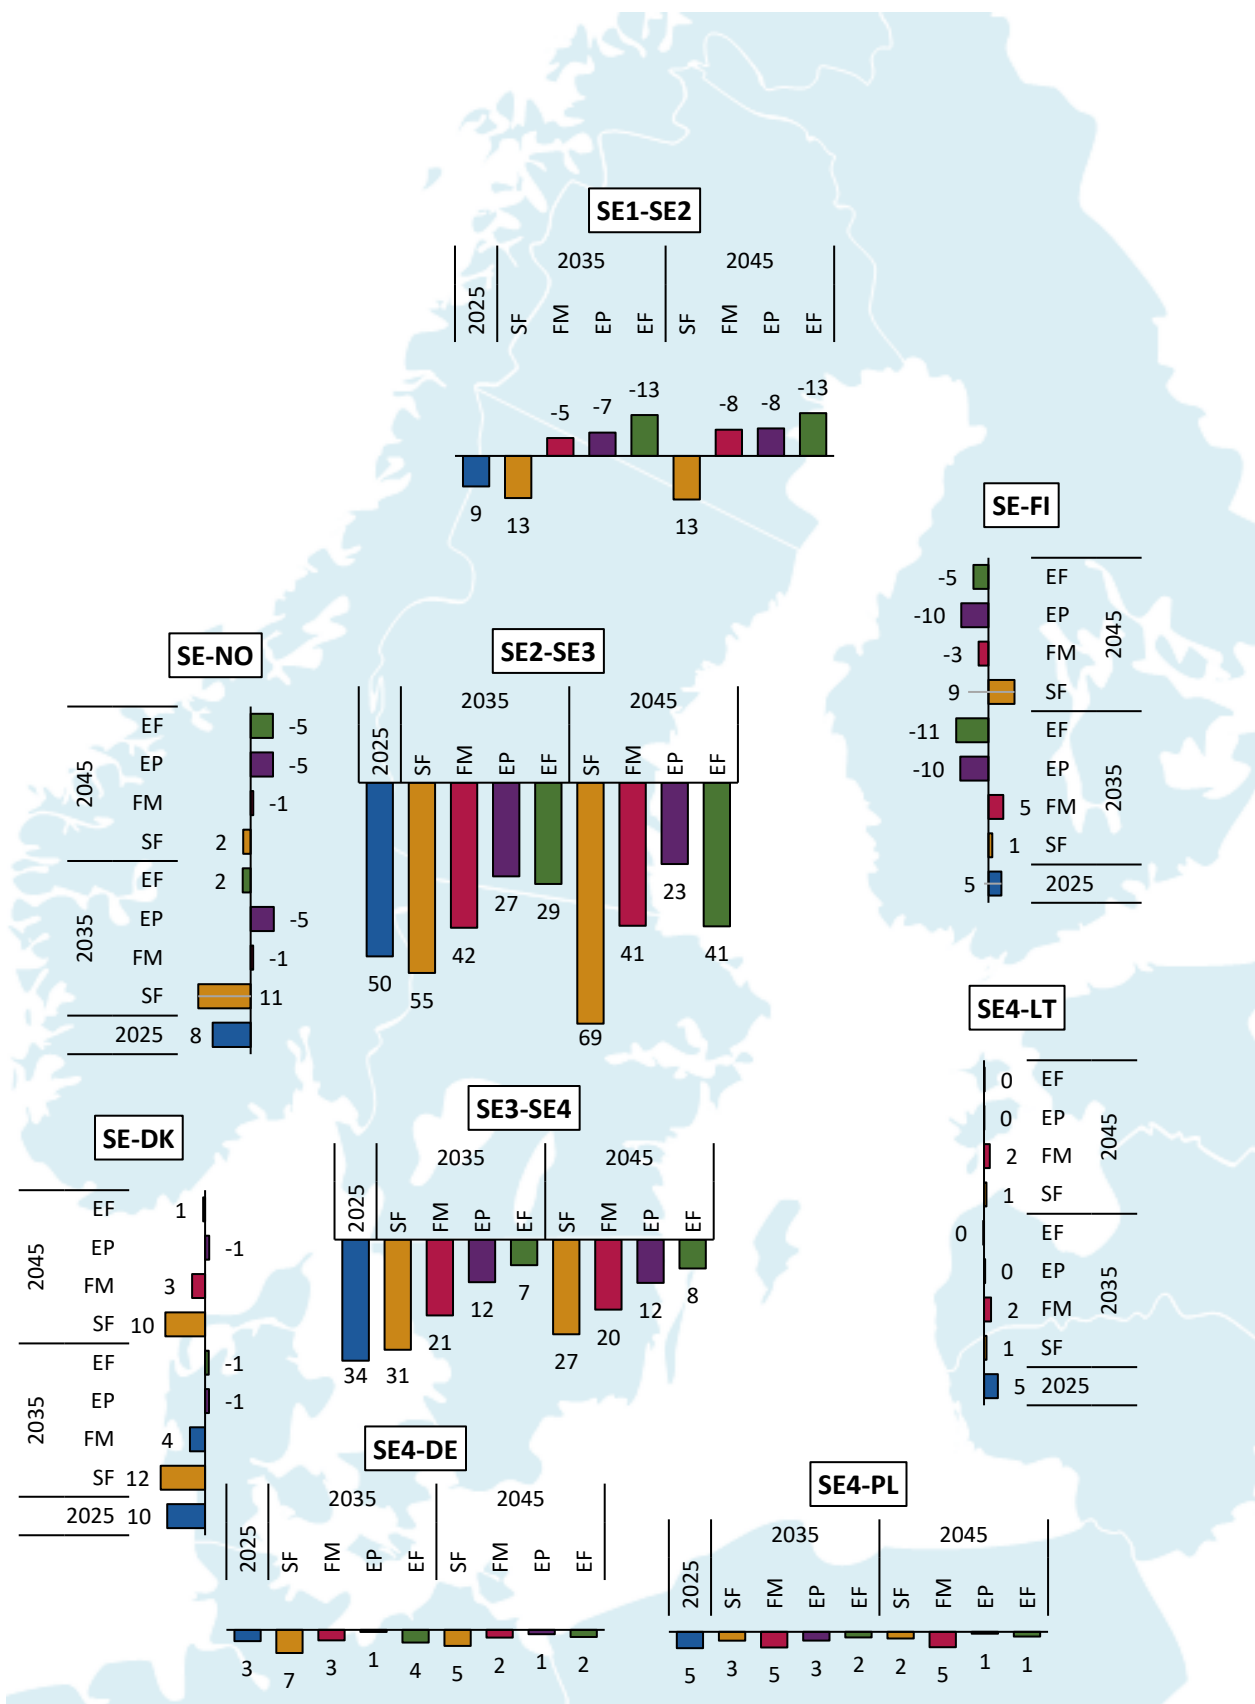 SE1-SE2
2035 2045
2025 SF FM EP EF SF FM EP EF
-5 -7 -13 -8 -8 -13
9 13 13
SE-FI
-5 EF
-10 EP
2045
-3 FM
9 SF
-11 EF
-10 EP
2035
5 FM
1 SF
5 2025
SE-NO
EF -5
EP -5
2045
FM -1
SF 2
EF 2
EP -5
2035
FM -1
SF 11
2025 8
SE2-SE3
2035 2045
2025 SF FM EP EF SF FM EP EF
50 55 42 27 29 69 41 23 41
SE4-LT
0 EF
0 EP
2045
2 FM
1 SF
0 EF
0 EP
2035
2 FM
1 SF
5 2025
SE-DK
EF 1
EP -1
2045
FM 3
SF 10
EF -1
EP -1
2035
FM 4
SF 12
2025 10
SE3-SE4
2035 2045
2025 SF FM EP EF SF FM EP EF
34 31 21 12 7 27 20 12 8
SE4-DE
2035 2045
2025 SF FM EP EF SF FM EP EF
3 7 3 1 4 5 2 1 2
SE4-PL
2035 2045
2025 SF FM EP EF SF FM EP EF
5 3 5 3 2 2 5 1 1